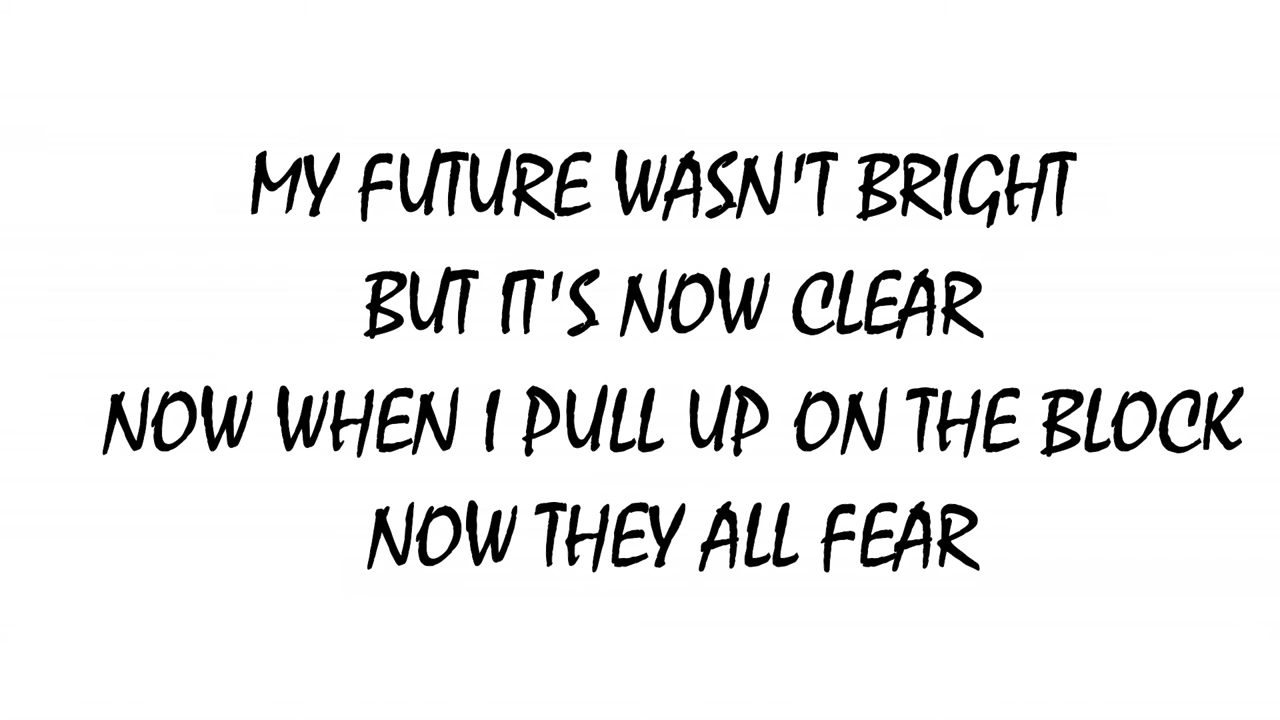 MY FUTURE WASN'T BRIGHT
BUT IT'S NOW CLEAR
NOW WHEN I PULL UP ON THE BLOCK
NOW THEY ALL FEAR